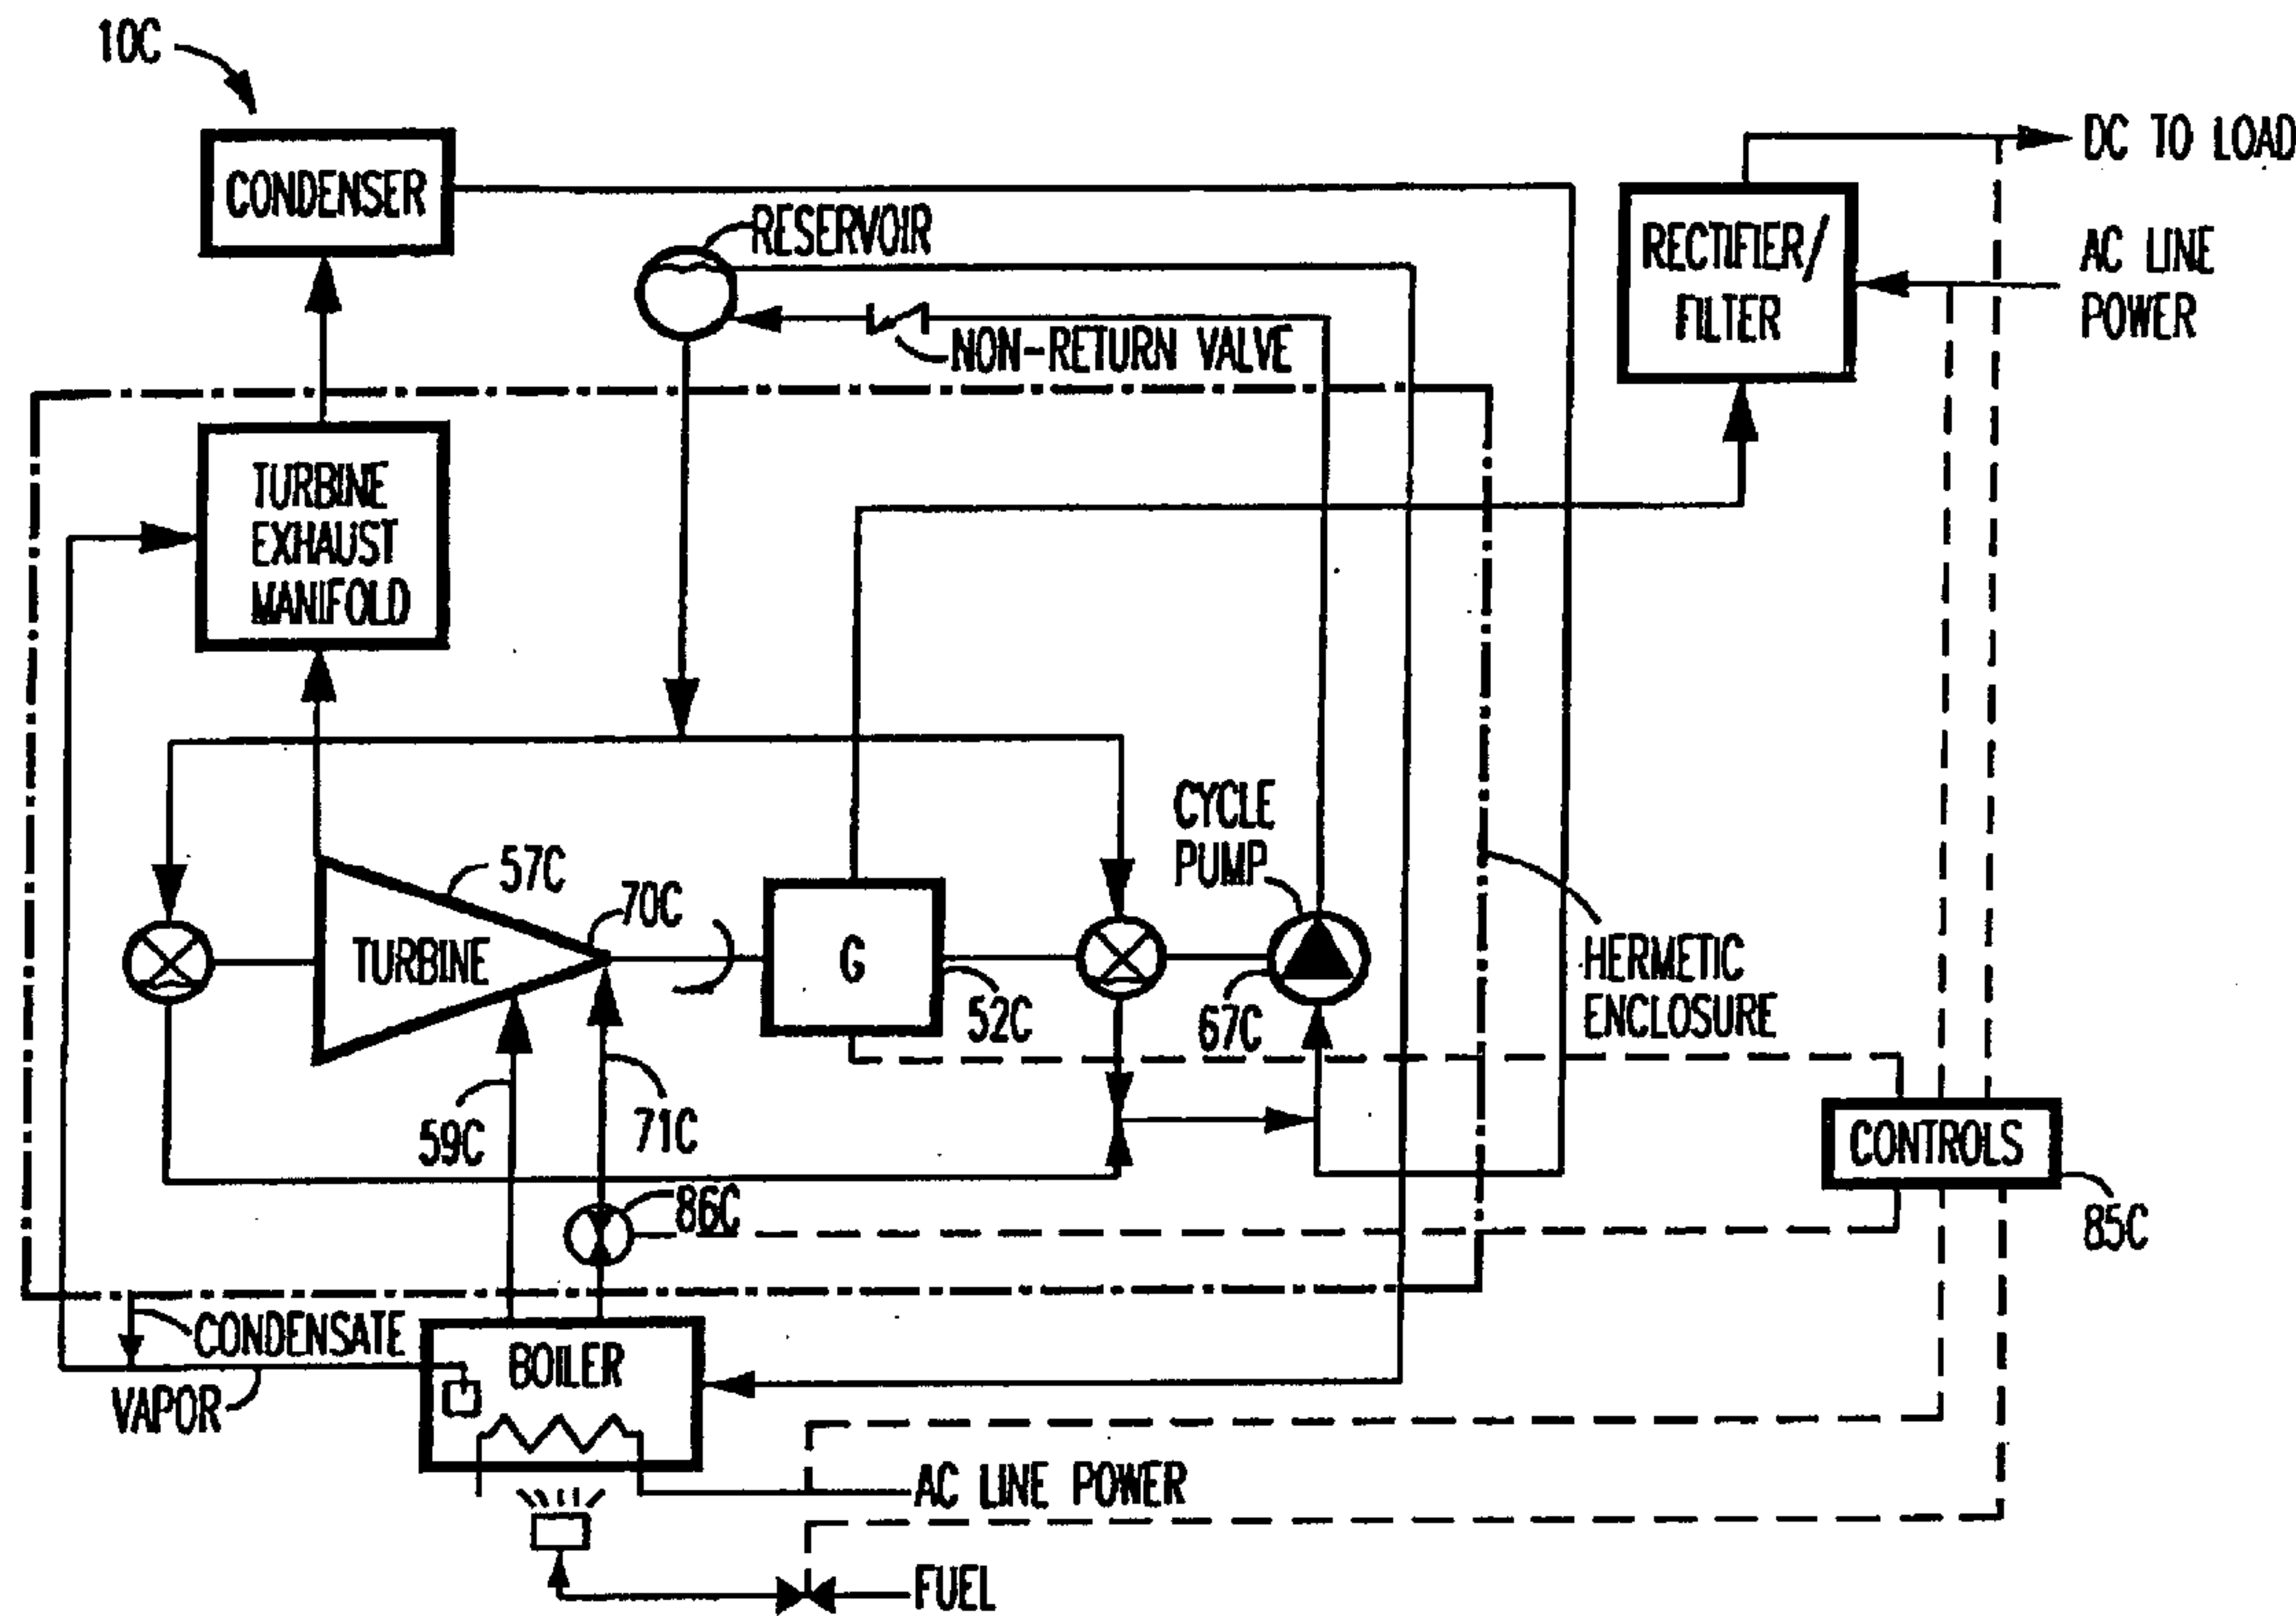 10C
CONDENSER
RESERVOIR
NON-RETURN VALVE
RECTIFIER/
FILTER
DC TO LOAD
AC LINE
POWER
TURBINE
EXHAUST
MANIFOLD
CYCLE
PUMP
57C
70C
TURBINE
G
52C
67C
HERMETIC
ENCLOSURE
59C
71C
86C
CONTROLS
85C
CONDENSATE
VAPOR
BOILER
AC LINE POWER
FUEL